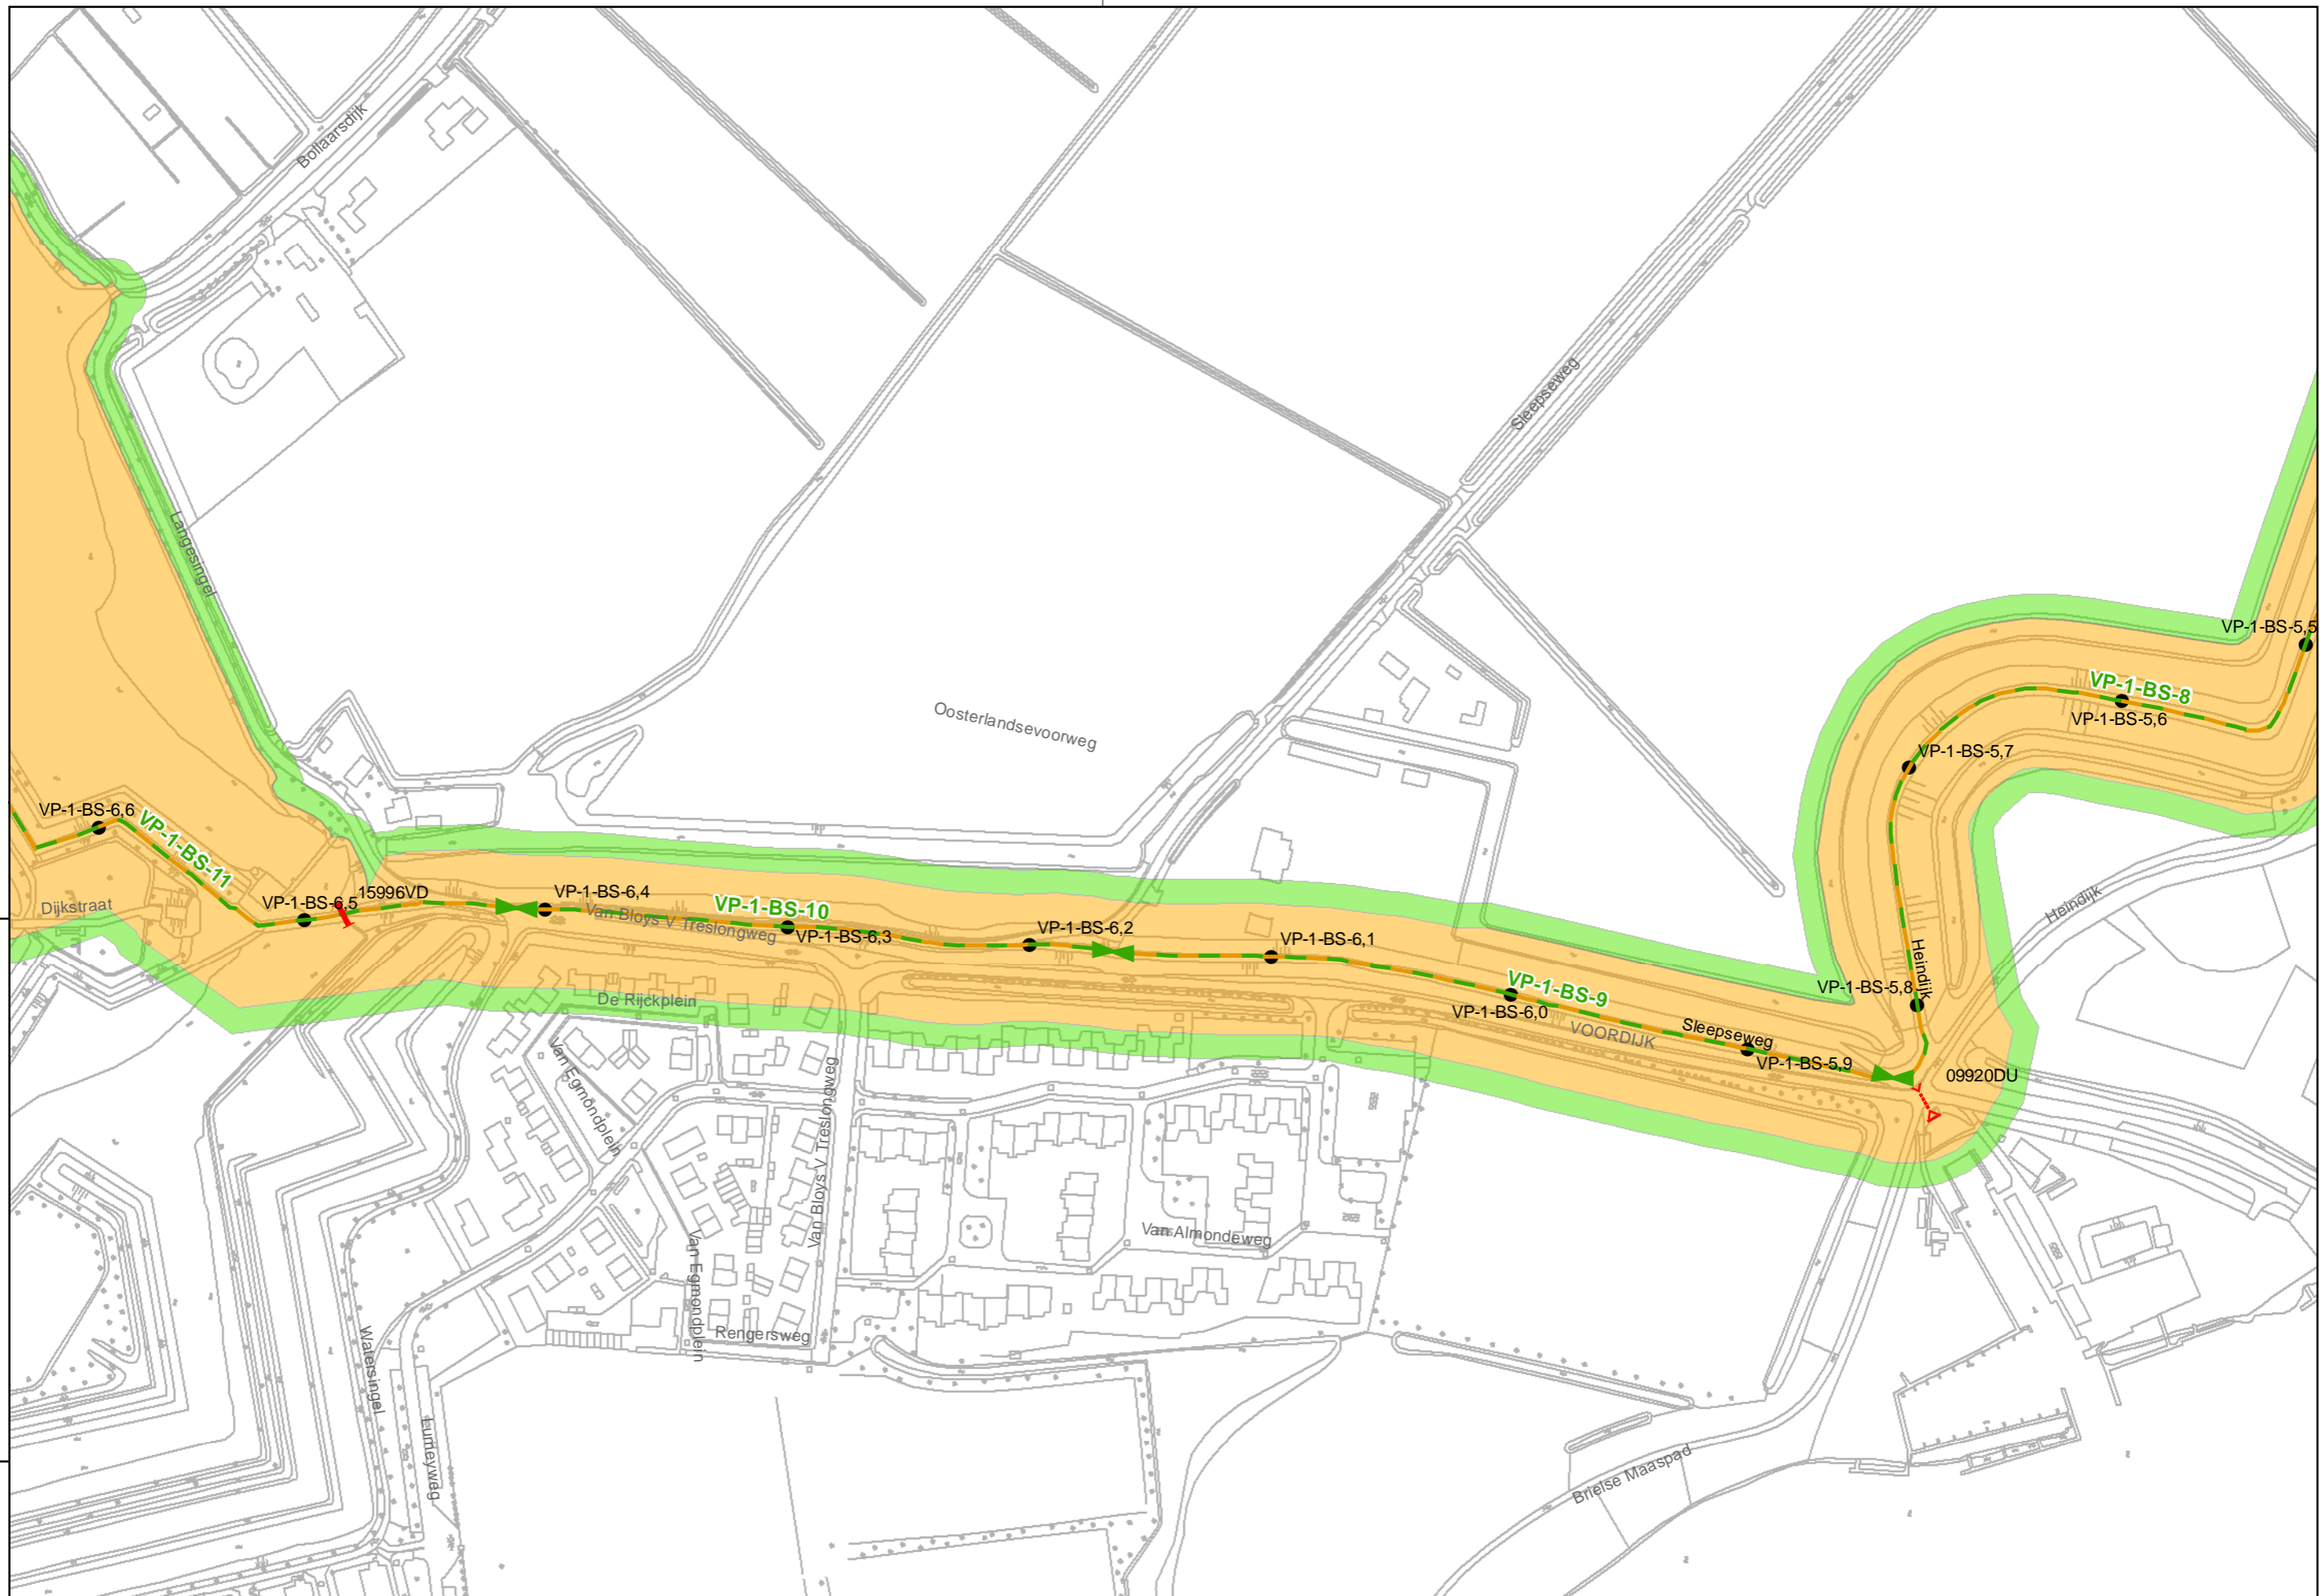 Bollaarsdijk
Sleepseweg
Langesingel
Oosterlandsevoorweg
VP-1-BS-5,5
VP-1-BS-8
VP-1-BS-5,6
VP-1-BS-5,7
VP-1-BS-6,6
VP-1-BS-11
Dijkstraat
VP-1-BS-6,5
15996VD
VP-1-BS-6,4
Van Bloys V Treslongweg
VP-1-BS-10
VP-1-BS-6,3
VP-1-BS-6,2
VP-1-BS-6,1
Heindijk
Heindijk
VP-1-BS-5,8
VP-1-BS-9
VP-1-BS-6,0
VOORDIJK
Sleepseweg
VP-1-BS-5,9
09920DU
De Rijckplein
Van Egmondplein
Van Bloys V Treslongweg
Van Almondeweg
Van Egmondplein
Rengersweg
Watersingel
Lumeyweg
Brielse Maaspad